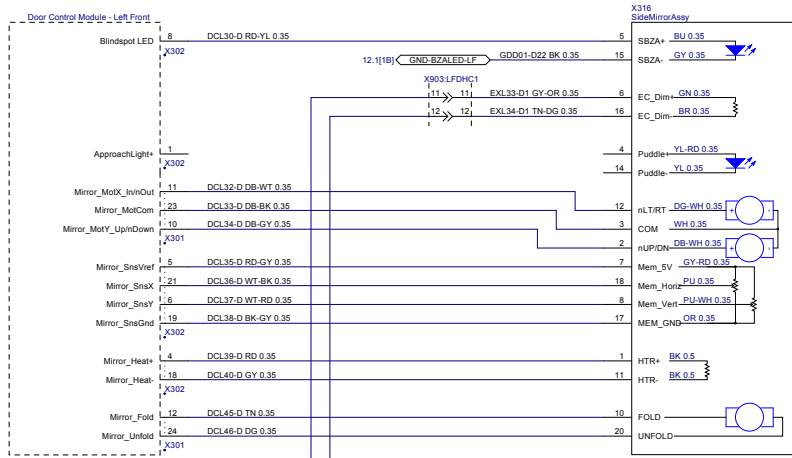 X316
Door Control Module - Left Front
SideMirrorAssy
Blindspot LED 8 DCL30-D RD-YL 0.35 5 SBZA+ BU 0.35
X302
12.1[1B] GND-BZALED-LF GDD01-D22 BK 0.35 15 SBZA- GY 0.35
X903:LFDHC1
11 11 EXL33-D1 GY-OR 0.35 6 EC_Dim+ GN 0.35
12 12 EXL34-D1 TN-DG 0.35 16 EC_Dim- BR 0.35
ApproachLight+ 1 4 Puddle+ YL-RD 0.35
X302
14 Puddle- YL 0.35
Mirror_MotX_In/nOut 11 DCL32-D DB-WT 0.35
Mirror_MotCom 23 DCL33-D DB-BK 0.35 12 nLT/RT DG-WH 0.35 + -
Mirror_MotY_Up/nDown 10 DCL34-D DB-GY 0.35 3 COM WH 0.35
X301
2 nUP/DN DB-WH 0.35 + -
Mirror_SnsVref 5 DCL35-D RD-GY 0.35 7 Mem_5V GY-RD 0.35
Mirror_SnsX 21 DCL36-D WT-BK 0.35 18 Mem_Horiz PU 0.35
Mirror_SnsY 6 DCL37-D WT-RD 0.35 8 Mem_Vert PU-WH 0.35
Mirror_SnsGnd 19 DCL38-D BK-GY 0.35 17 MEM_GND OR 0.35
X302
Mirror_Heat+ 4 DCL39-D RD 0.35 1 HTR+ BK 0.5
Mirror_Heat- 18 DCL40-D GY 0.35 11 HTR- BK 0.5
X302
Mirror_Fold 12 DCL45-D TN 0.35 10 FOLD
Mirror_Unfold 24 DCL46-D DG 0.35 20 UNFOLD
X301